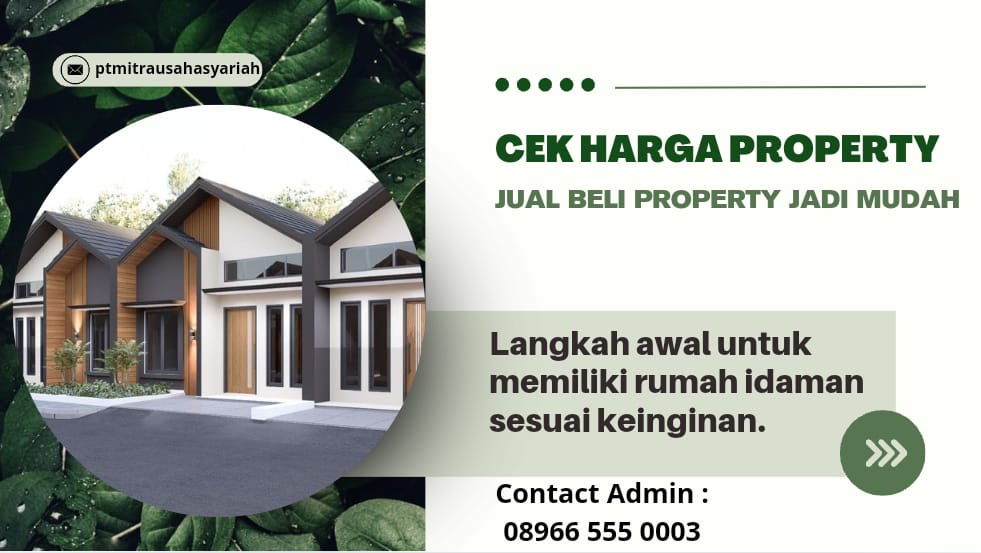 ptmitrausahasyariah
CEK HARGA PROPERTY
JUAL BELI PROPERTY JADI MUDAH
Langkah awal untuk
memiliki rumah idaman
sesuai keinginan.
Contact Admin :
08966 555 0003